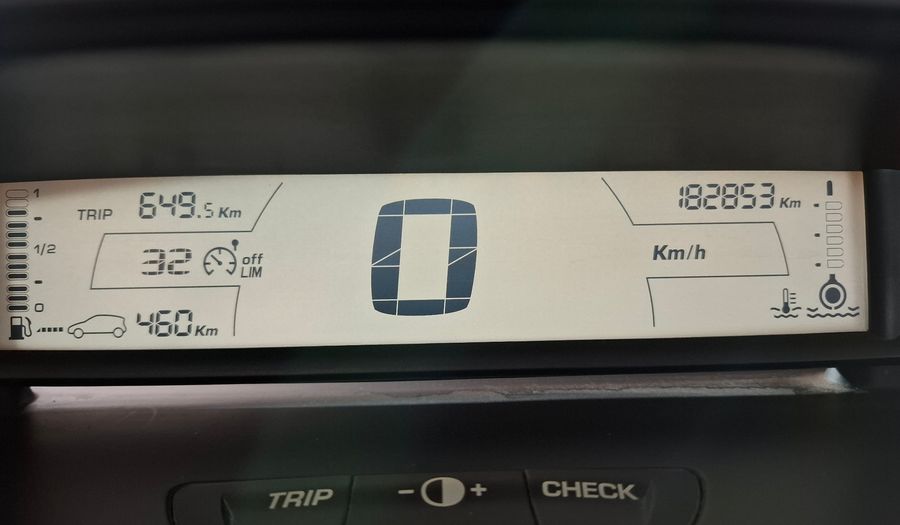 1
TRIP 649.5 Km
1/2
32 off
LIM
0
460 Km
0
182853 Km
Km/h
TRIP - + CHECK